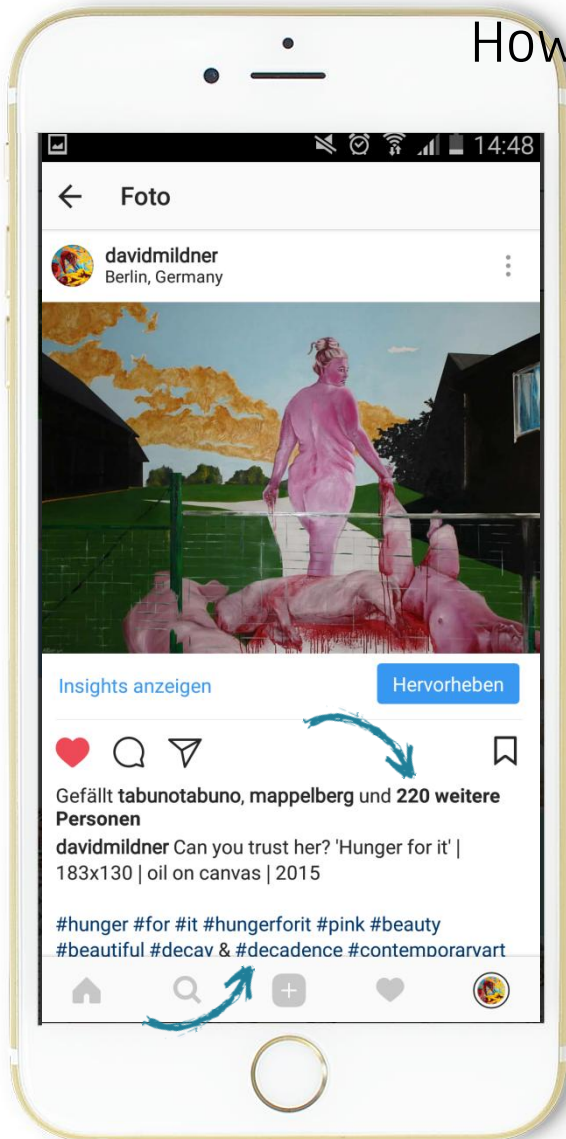 How
14:48
Foto
davidmildner
Berlin, Germany
Insights anzeigen
Hervorheben
Gefällt tabunotabuno, mappelberg und 220 weitere
Personen
davidmildner Can you trust her? 'Hunger for it' |
183x130 | oil on canvas | 2015
#hunger #for #it #hungerforit #pink #beauty
#beautiful #decay & #decadence #contemporaryart